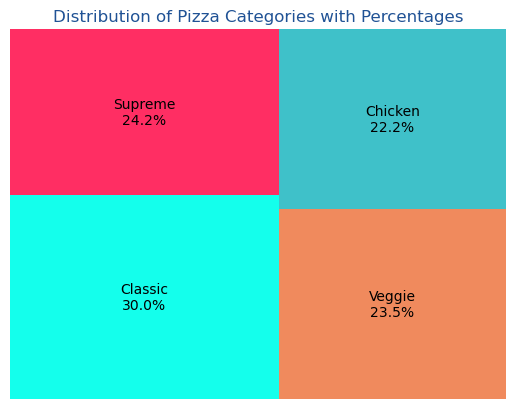 Distribution of Pizza Categories with Percentages
Supreme
24.2%
Chicken
22.2%
Classic
30.0%
Veggie
23.5%